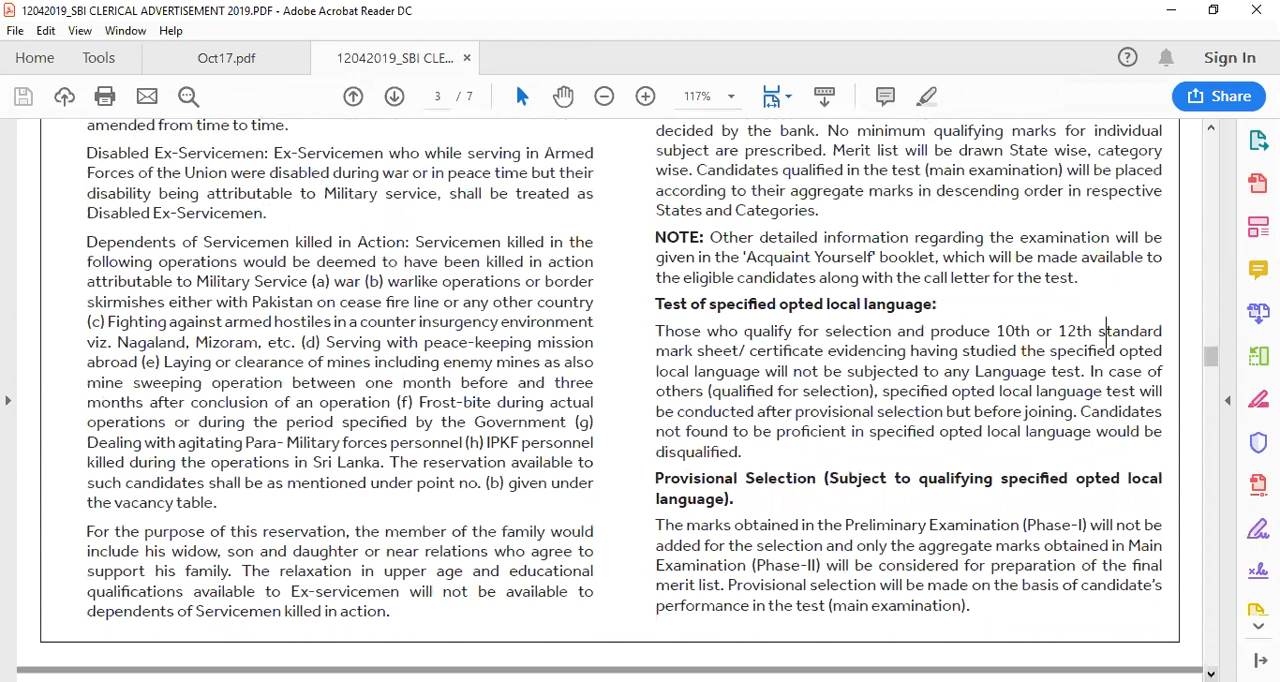 12042019_SBI CLERICAL ADVERTISEMENT 2019.PDF - Adobe Acrobat Reader DC
File Edit View Window Help
Home Tools Oct17.pdf 12042019_SBI CLE... × Sign In
3 / 7 117% Share
amended from time to time.
Disabled Ex-Servicemen: Ex-Servicemen who while serving in Armed
Forces of the Union were disabled during war or in peace time but their
disability being attributable to Military service, shall be treated as
Disabled Ex-Servicemen.
Dependents of Servicemen killed in Action: Servicemen killed in the
following operations would be deemed to have been killed in action
attributable to Military Service (a) war (b) warlike operations or border
skirmishes either with Pakistan on cease fire line or any other country
(c) Fighting against armed hostiles in a counter insurgency environment
viz. Nagaland, Mizoram, etc. (d) Serving with peace-keeping mission
abroad (e) Laying or clearance of mines including enemy mines as also
mine sweeping operation between one month before and three
months after conclusion of an operation (f) Frost-bite during actual
operations or during the period specified by the Government (g)
Dealing with agitating Para- Military forces personnel (h) IPKF personnel
killed during the operations in Sri Lanka. The reservation available to
such candidates shall be as mentioned under point no. (b) given under
the vacancy table.
For the purpose of this reservation, the member of the family would
include his widow, son and daughter or near relations who agree to
support his family. The relaxation in upper age and educational
qualifications available to Ex-servicemen will not be available to
dependents of Servicemen killed in action.
decided by the bank. No minimum qualifying marks for individual
subject are prescribed. Merit list will be drawn State wise, category
wise. Candidates qualified in the test (main examination) will be placed
according to their aggregate marks in descending order in respective
States and Categories.
NOTE: Other detailed information regarding the examination will be
given in the 'Acquaint Yourself' booklet, which will be made available to
the eligible candidates along with the call letter for the test.
Test of specified opted local language:
Those who qualify for selection and produce 10th or 12th standard
mark sheet/ certificate evidencing having studied the specified opted
local language will not be subjected to any Language test. In case of
others (qualified for selection), specified opted local language test will
be conducted after provisional selection but before joining. Candidates
not found to be proficient in specified opted local language would be
disqualified.
Provisional Selection (Subject to qualifying specified opted local
language).
The marks obtained in the Preliminary Examination (Phase-I) will not be
added for the selection and only the aggregate marks obtained in Main
Examination (Phase-II) will be considered for preparation of the final
merit list. Provisional selection will be made on the basis of candidate's
performance in the test (main examination).